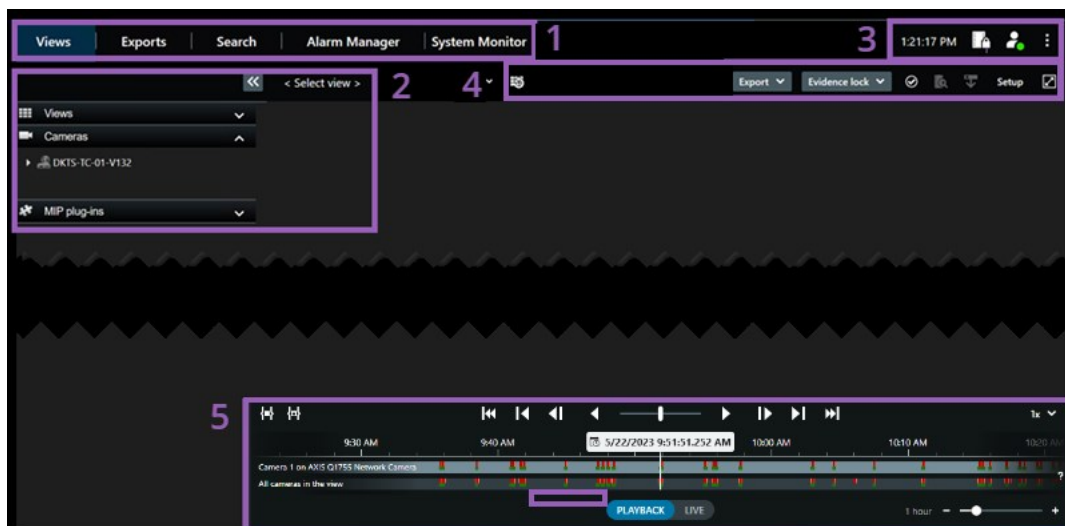 Views Exports Search Alarm Manager System Monitor 1 3 1:21:17 PM
< Select view > 2 4 Export Evidence lock Setup
Views
Cameras
DKTS-TC-01-V132
MIP plug-ins
5 1x
9:30 AM 9:40 AM 5/22/2023 9:51:51.252 AM 10:00 AM 10:10 AM 10:20 AM
Camera 1 on AXIS Q1755 Network Camera
All cameras in the view ?
PLAYBACK LIVE 1 hour - +